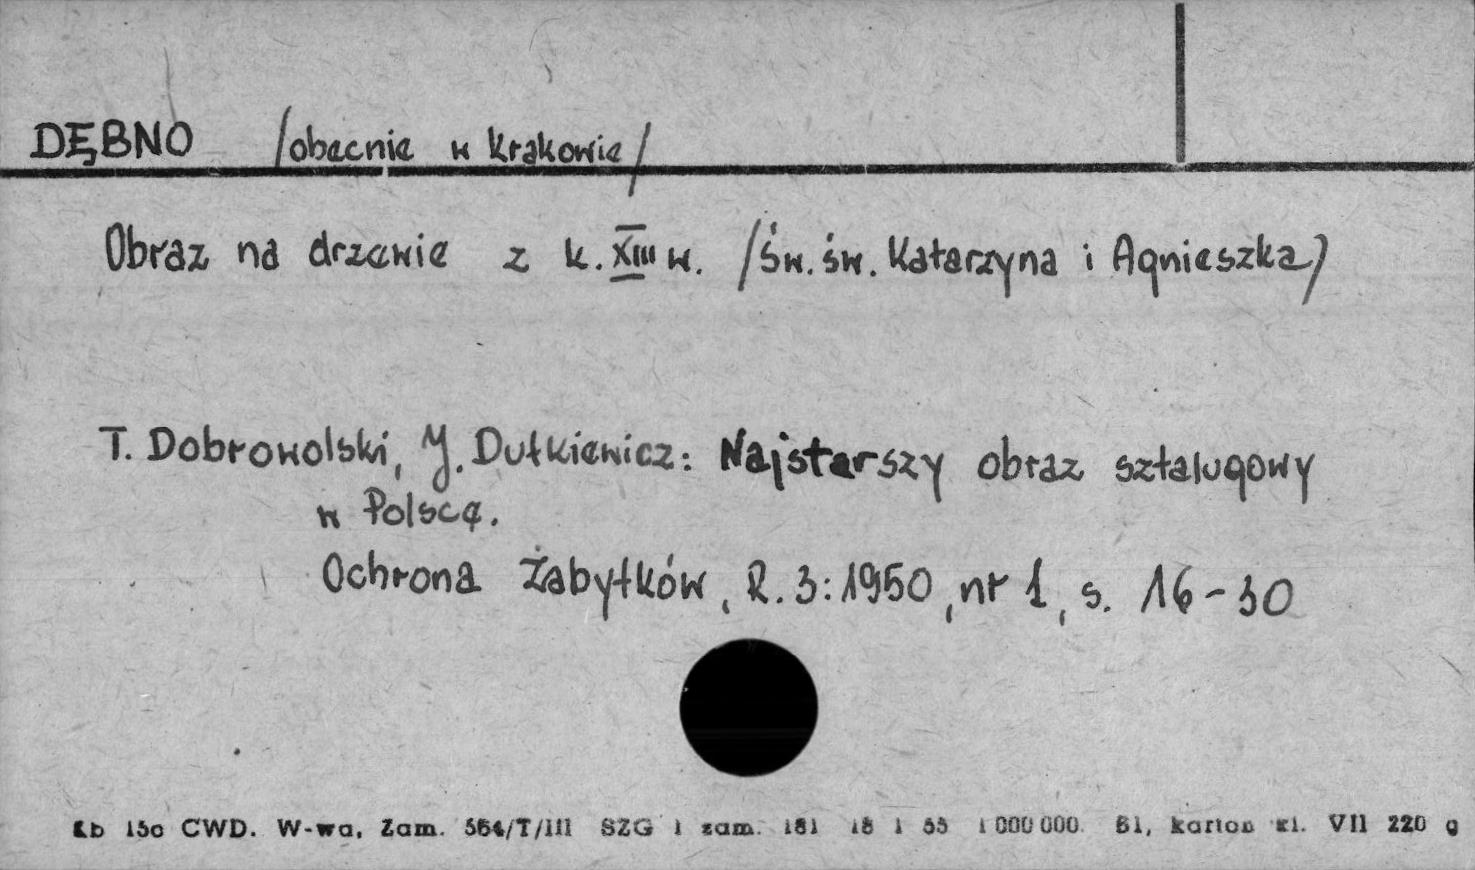 DĘBNO /obecnie w Krakowie/
Obraz na drzewie z k. XIII w. /Św. św. Katarzyna i Agnieszka/
T. Dobrowolski, J. Dutkiewicz: Najstarszy obraz sztalugowy
w Polsce.
Ochrona Zabytków, R. 3: 1950, nr 1, s. 16-30
Kb 15c CWD. W-wa, Zam. 564/T/III SZG 1 zam. 181 18 1 55 1 000 000. 61, karton kl. VII 220 g